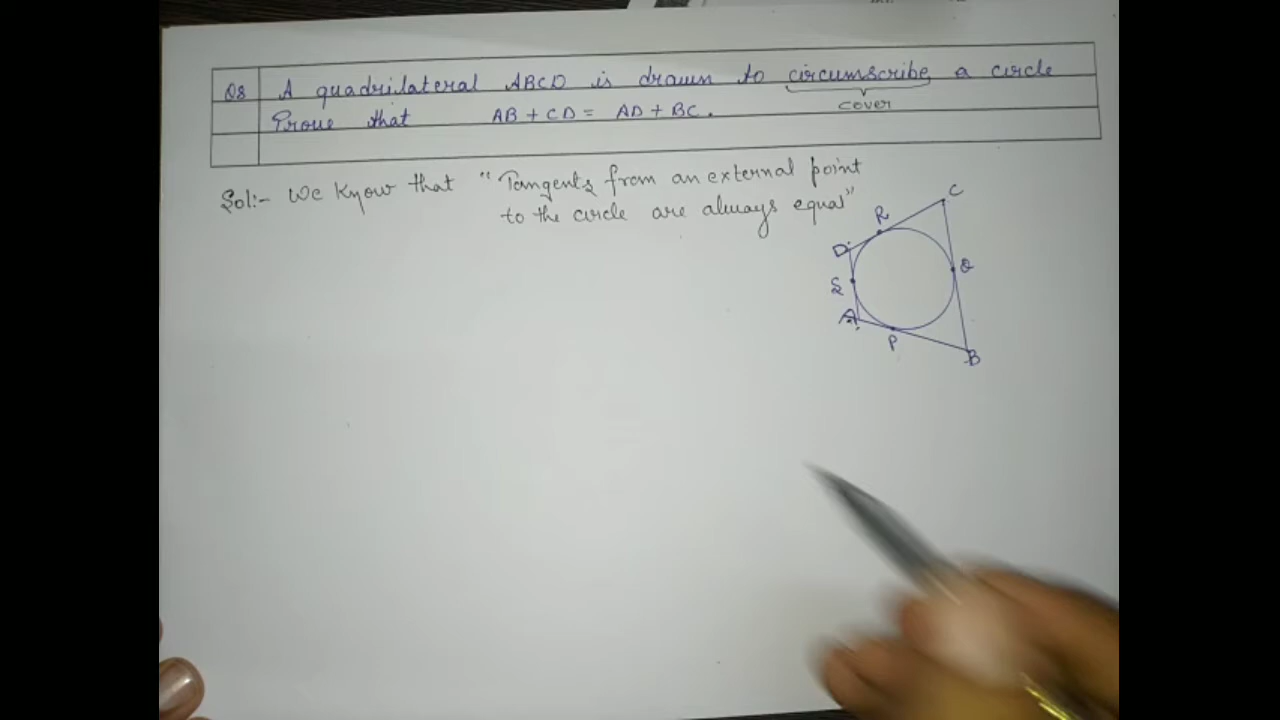 Q8 A quadrilateral ABCD is drawn to circumscribe a circle
cover
Prove that AB + CD = AD + BC.
Sol:- We know that "Tangents from an external point
to the circle are always equal"
C
R
D
Q
S
A
P
B